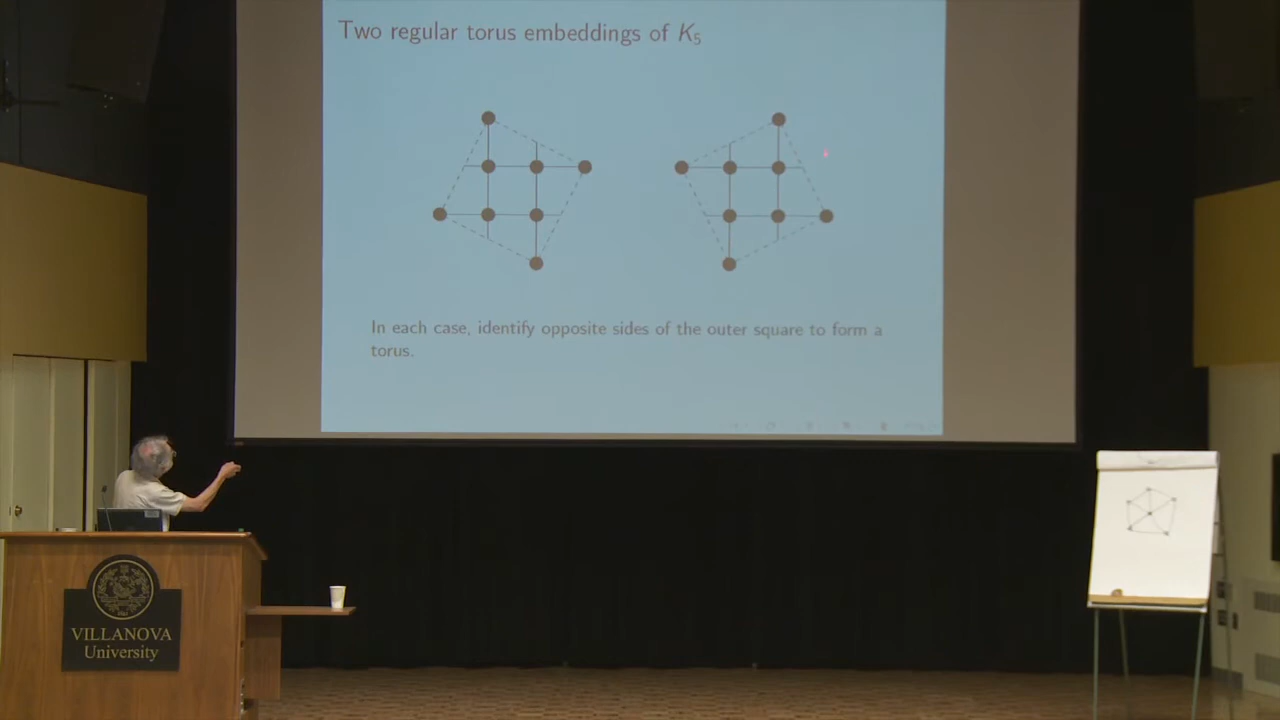 Two regular torus embeddings of K5
In each case, identify opposite sides of the outer square to form a
torus.
VILLANOVA
University